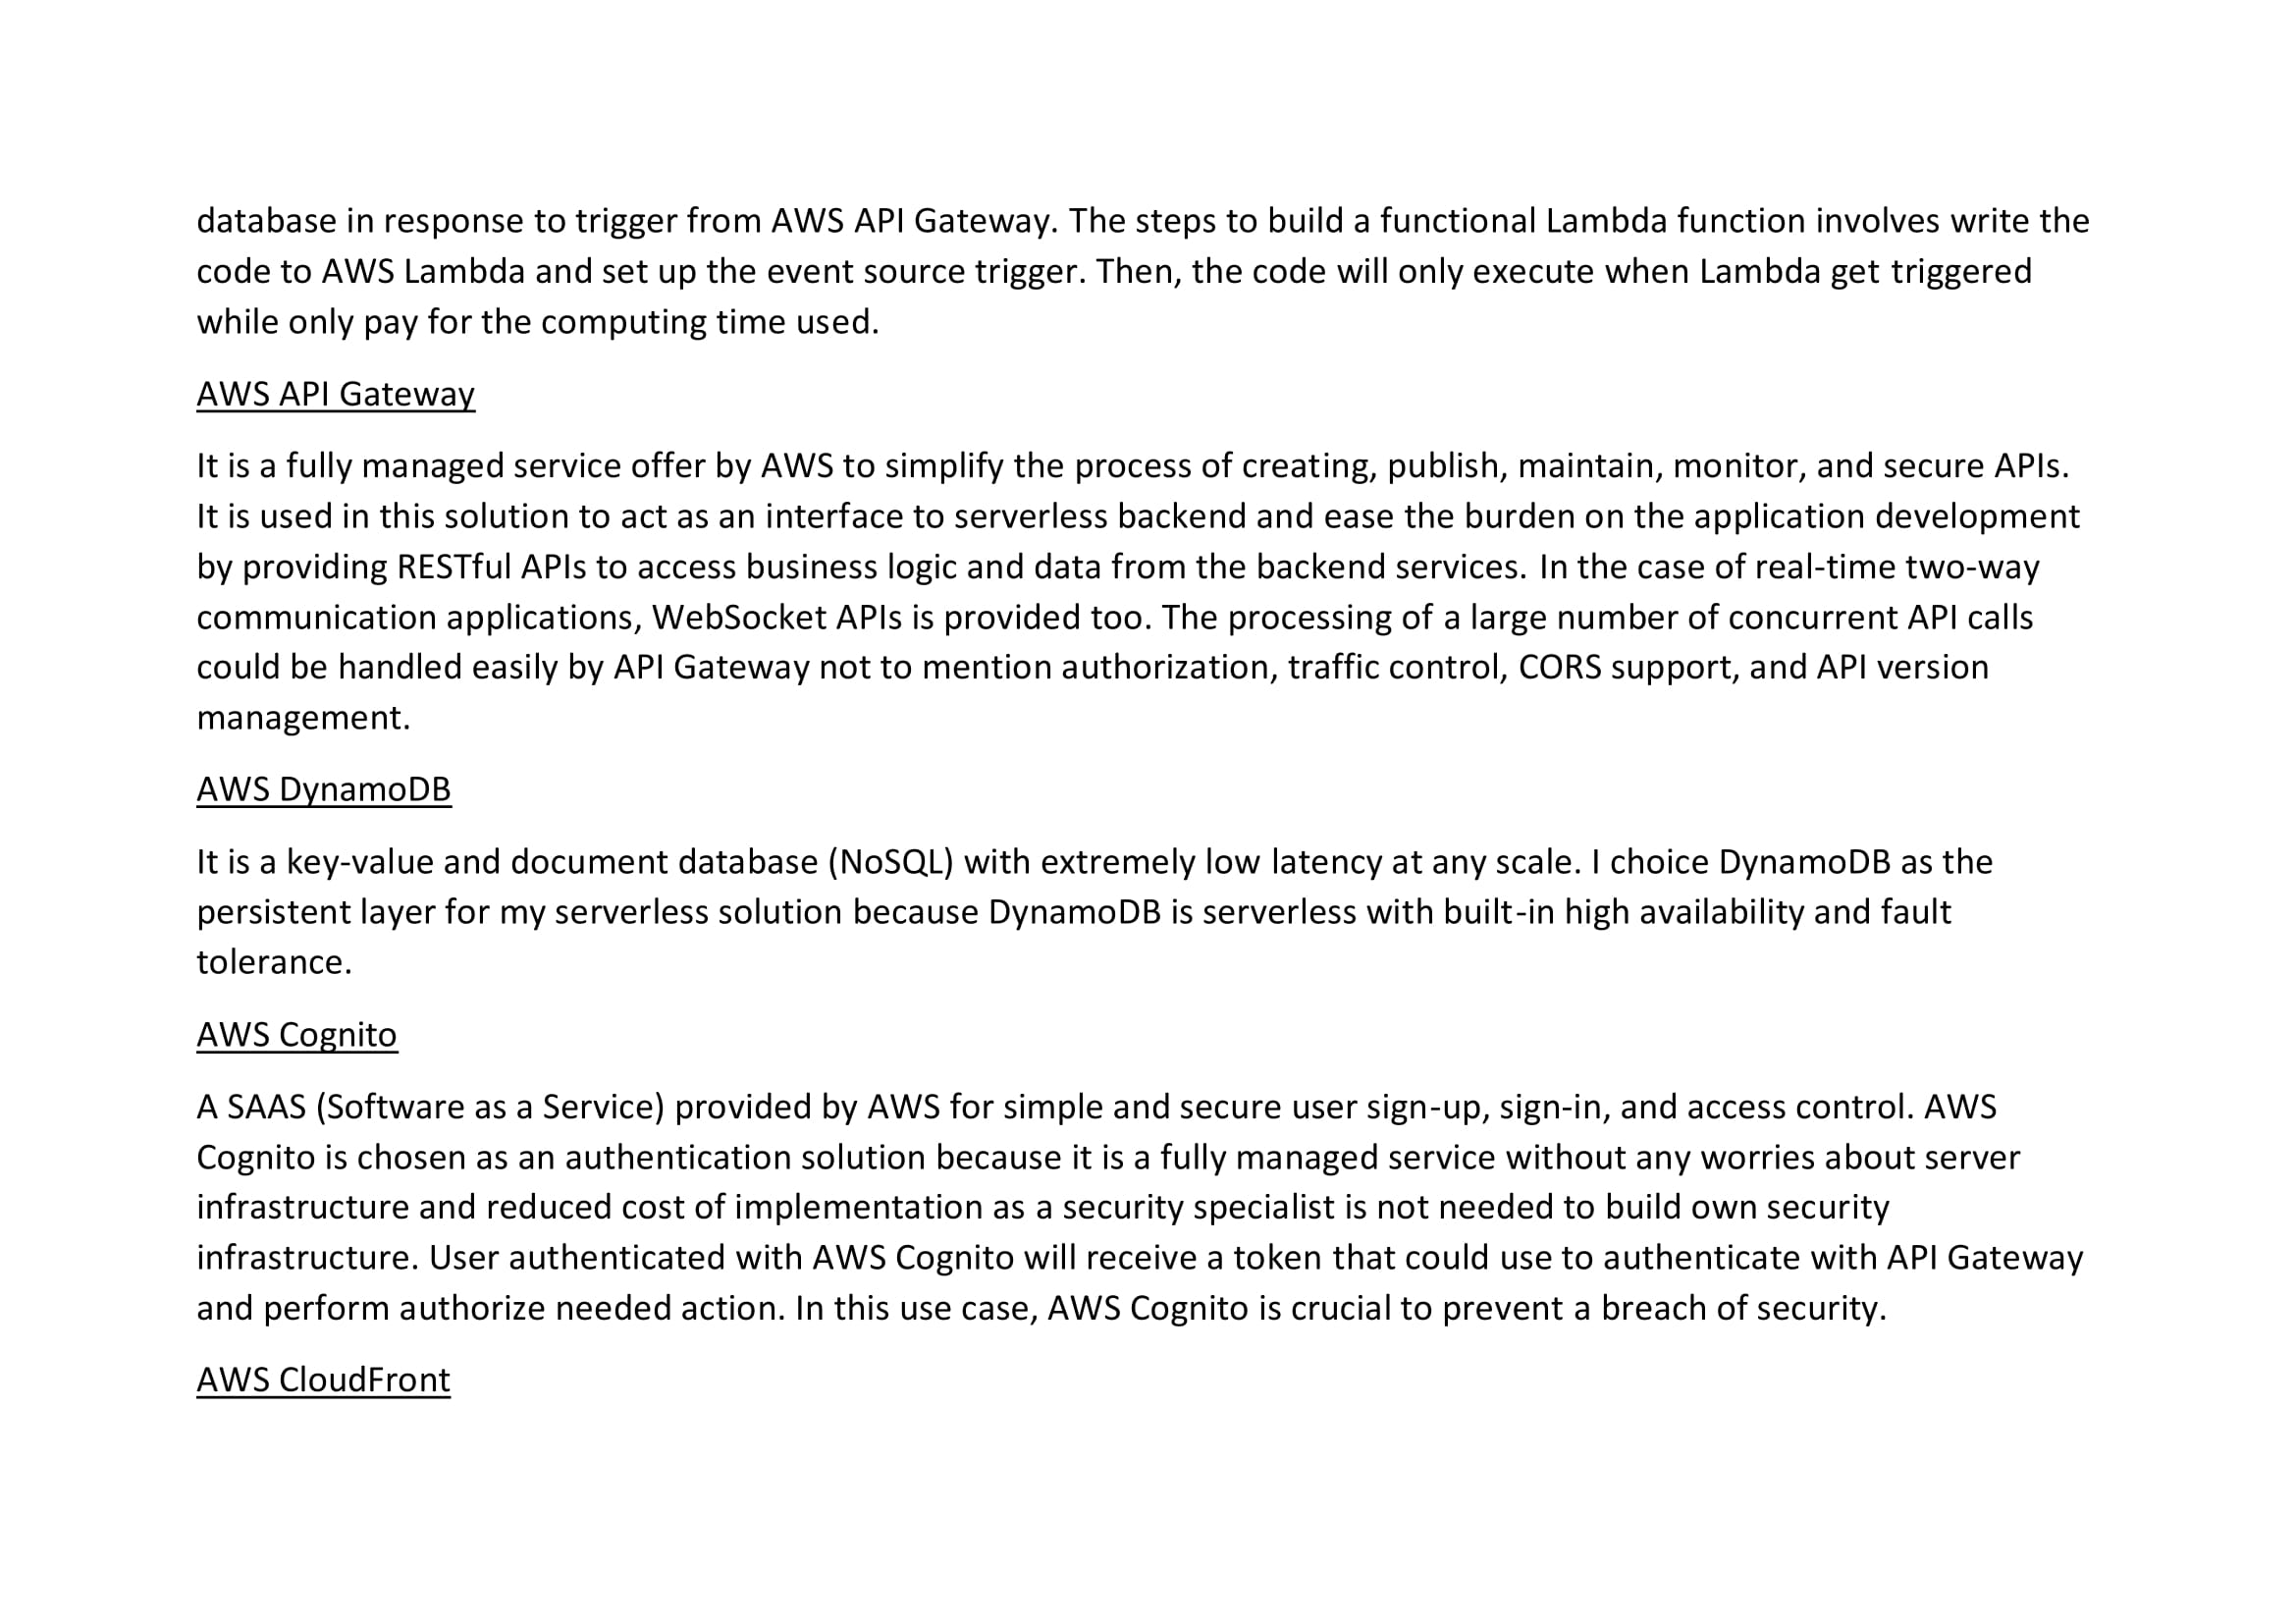 database in response to trigger from AWS API Gateway. The steps to build a functional Lambda function involves write the
code to AWS Lambda and set up the event source trigger. Then, the code will only execute when Lambda get triggered
while only pay for the computing time used.
AWS API Gateway
It is a fully managed service offer by AWS to simplify the process of creating, publish, maintain, monitor, and secure APIs.
It is used in this solution to act as an interface to serverless backend and ease the burden on the application development
by providing RESTful APIs to access business logic and data from the backend services. In the case of real-time two-way
communication applications, WebSocket APIs is provided too. The processing of a large number of concurrent API calls
could be handled easily by API Gateway not to mention authorization, traffic control, CORS support, and API version
management.
AWS DynamoDB
It is a key-value and document database (NoSQL) with extremely low latency at any scale. I choice DynamoDB as the
persistent layer for my serverless solution because DynamoDB is serverless with built-in high availability and fault
tolerance.
AWS Cognito
A SAAS (Software as a Service) provided by AWS for simple and secure user sign-up, sign-in, and access control. AWS
Cognito is chosen as an authentication solution because it is a fully managed service without any worries about server
infrastructure and reduced cost of implementation as a security specialist is not needed to build own security
infrastructure. User authenticated with AWS Cognito will receive a token that could use to authenticate with API Gateway
and perform authorize needed action. In this use case, AWS Cognito is crucial to prevent a breach of security.
AWS CloudFront